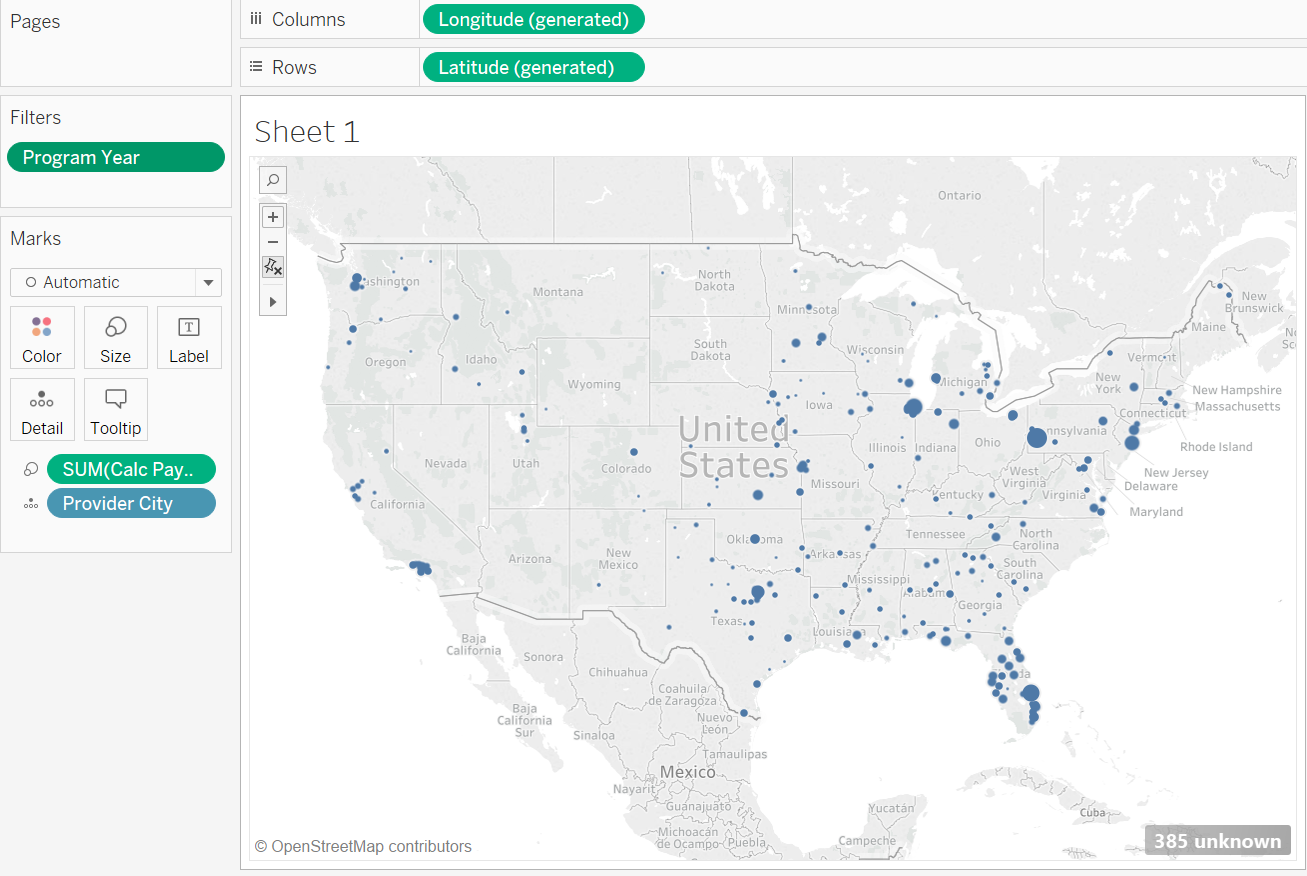 Pages
Columns
Longitude (generated)
Rows
Latitude (generated)
Filters
Program Year
Marks
Automatic
Color
Size
Label
Detail
Tooltip
SUM(Calc Pay..
Provider City
Sheet 1
Ontario
ashington
Montana
North
Dakota
Minnesota
New
Brunswick
Maine
Oregon
Idaho
South
Dakota
Wisconsin
Michigan
Vermont
New
York
New Hampshire
Massachusetts
Wyoming
Iowa
Connecticut
United
States
Nevada
Utah
Colorado
Illinois
Indiana
Ohio
nnsylvania
Rhode Island
New Jersey
Delaware
Maryland
California
Missouri
West
Virginia
Kentucky
Virginia
Arizona
New
Mexico
Oklahoma
Arkansas
Tennessee
North
Carolina
South
Carolina
Mississippi
Alabama
Georgia
Texas
Louisiana
da
Baja
California
Sonora
Chihuahua
Coahuila
de Zaragoza
Baja
California
Sur
Sinaloa
Nuevo
León
Tamaulipas
Mexico
Nayarit
Guanajuato
Michoacán
de Ocampo
Puebla
Yucatán
Campeche
Cuba
© OpenStreetMap contributors
385 unknown